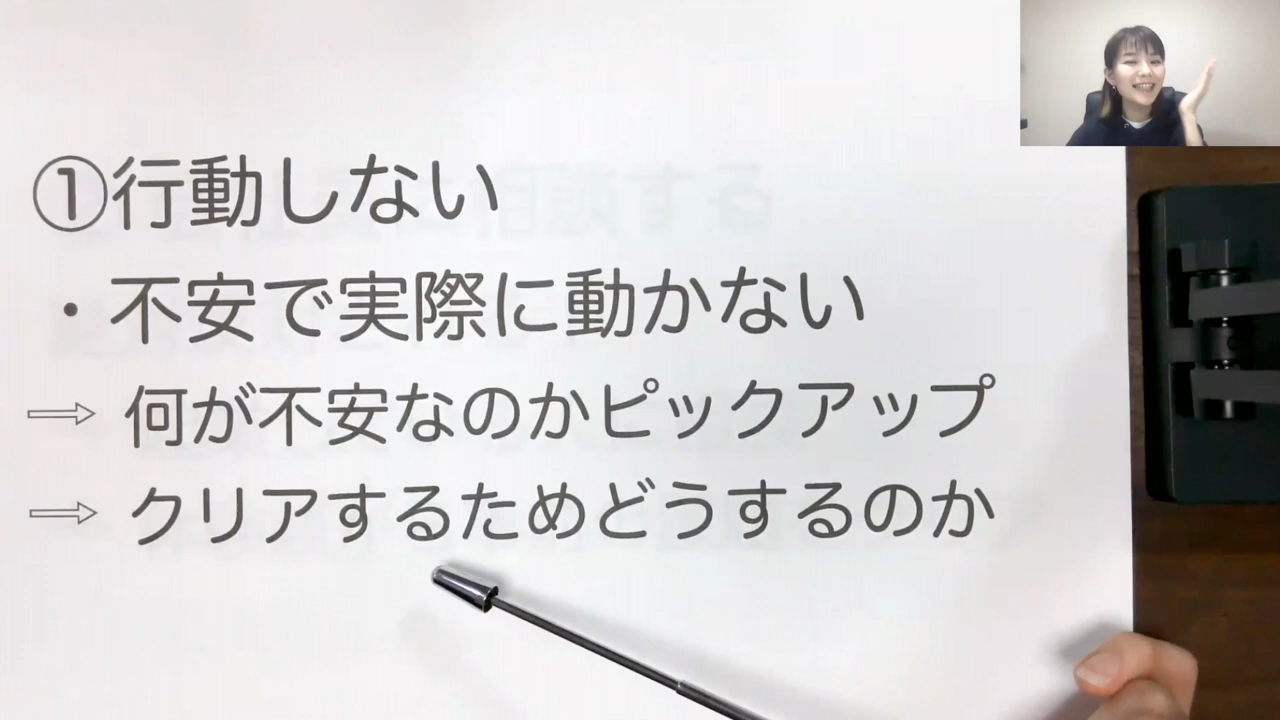 ①行動しない
・不安で実際に動かない
⇒ 何が不安なのかピックアップ
⇒ クリアするためどうするのか